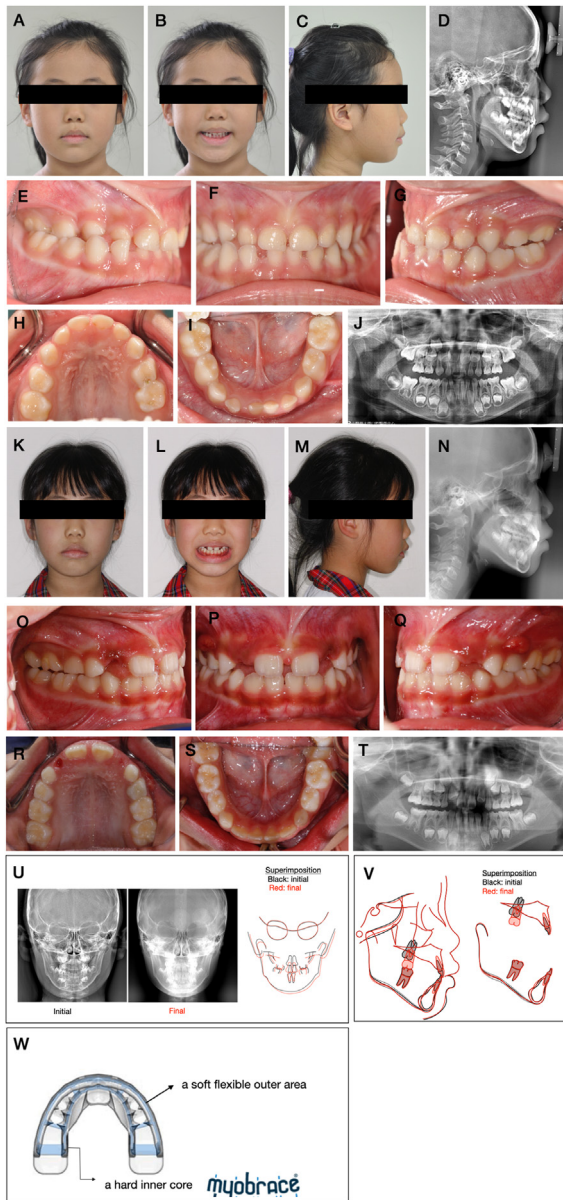 A
B
C
D
E
F
G
H
I
J
K
L
M
N
O
P
Q
R
S
T
U
Initial
Final
Superimposition
Black: initial
Red: final
V
Superimposition
Black: initial
Red: final
W
a soft flexible outer area
a hard inner core
myobrace®